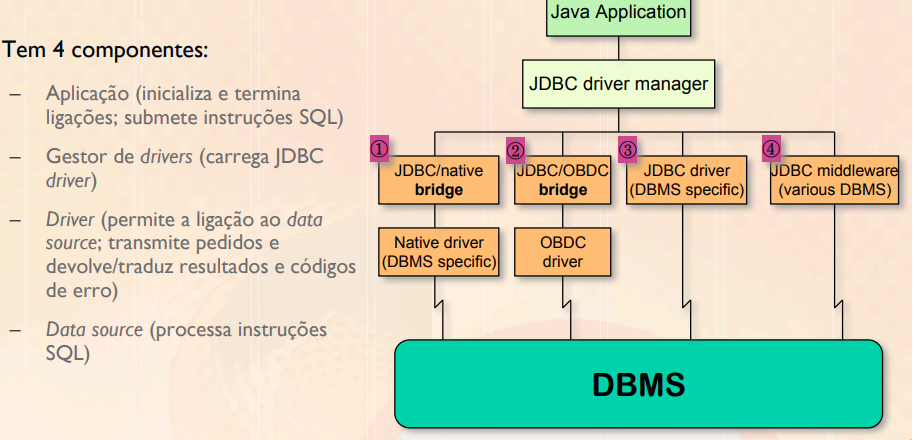 Tem 4 componentes:
– Aplicação (inicializa e termina
ligações; submete instruções SQL)
– Gestor de drivers (carrega JDBC
driver)
– Driver (permite a ligação ao data
source; transmite pedidos e
devolve/traduz resultados e códigos
de erro)
– Data source (processa instruções
SQL)
Java Application
JDBC driver manager
①
JDBC/native
bridge
Native driver
(DBMS specific)
②
JDBC/OBDC
bridge
OBDC
driver
③
JDBC driver
(DBMS specific)
④
JDBC middleware
(various DBMS)
DBMS